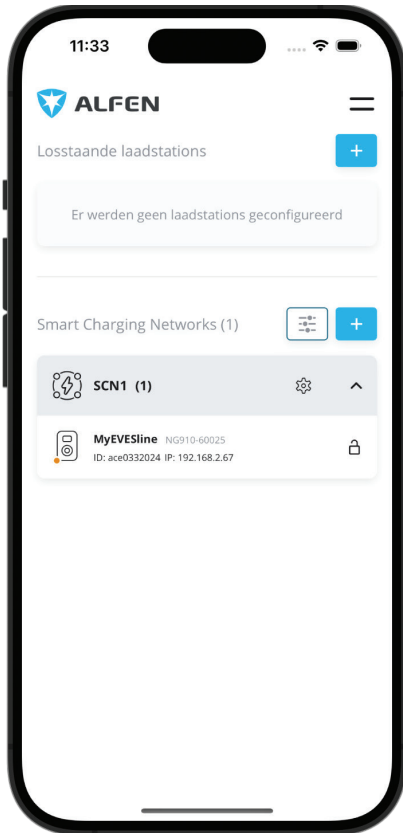 11:33
ALFEN
Losstaande laadstations
+
Er werden geen laadstations geconfigureerd
Smart Charging Networks (1)
+
SCN1 (1)
MyEVESline NG910-60025
ID: ace0332024 IP: 192.168.2.67